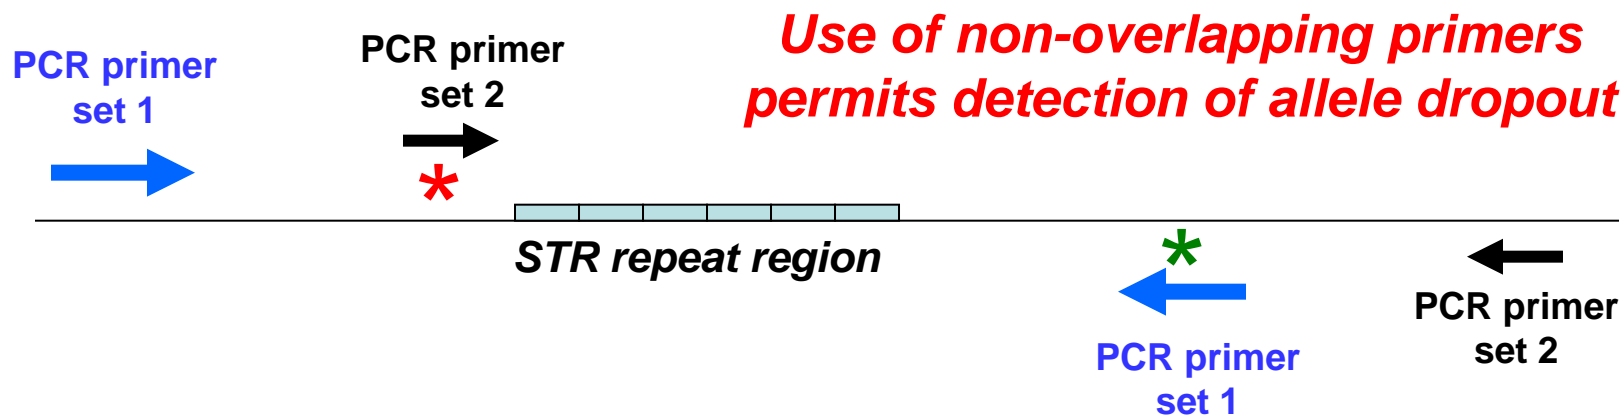 PCR primer
set 1
PCR primer
set 2
Use of non-overlapping primers
permits detection of allele dropout
*
STR repeat region
*
PCR primer
set 1
PCR primer
set 2